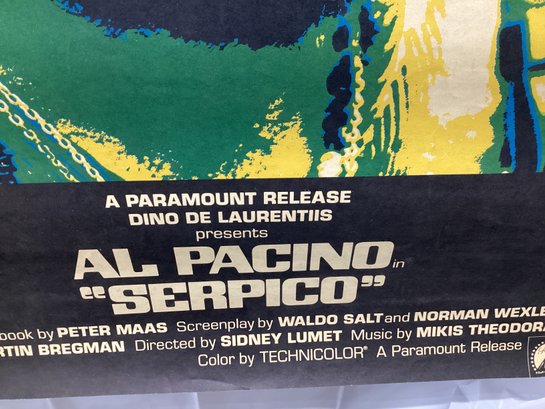 A PARAMOUNT RELEASE
DINO DE LAURENTIIS
presents
AL PACINO in
"SERPICO"
book by PETER MAAS Screenplay by WALDO SALT and NORMAN WEXLE
RTIN BREGMAN Directed by SIDNEY LUMET Music by MIKIS THEODORA
Color by TECHNICOLOR® A Paramount Release